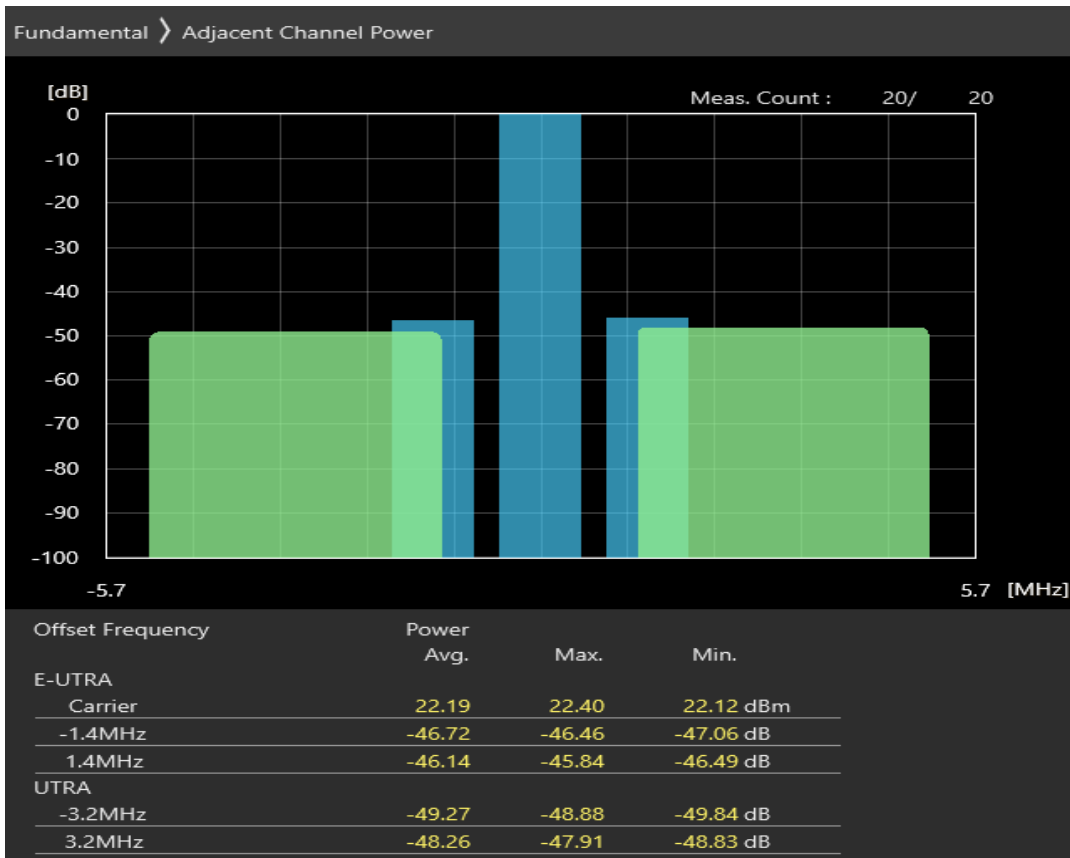 Fundamental 〉 Adjacent Channel Power
[dB]
Meas. Count : 20/ 20
0
-10
-20
-30
-40
-50
-60
-70
-80
-90
-100
-5.7 5.7 [MHz]
Offset Frequency Power
Avg. Max. Min.
E-UTRA
Carrier 22.19 22.40 22.12 dBm
-1.4MHz -46.72 -46.46 -47.06 dB
1.4MHz -46.14 -45.84 -46.49 dB
UTRA
-3.2MHz -49.27 -48.88 -49.84 dB
3.2MHz -48.26 -47.91 -48.83 dB